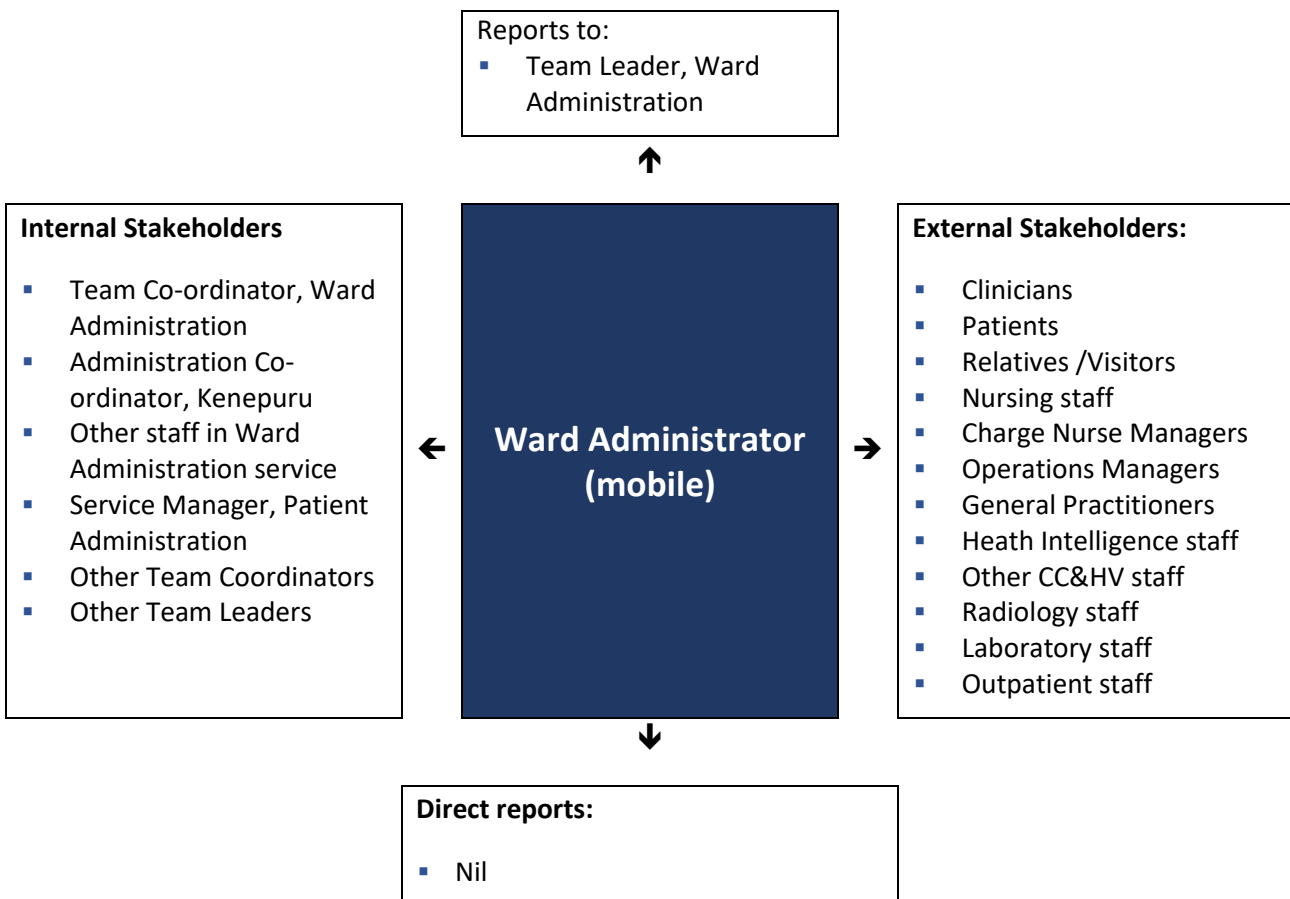 Reports to:
▪ Team Leader, Ward
Administration
Internal Stakeholders
▪ Team Co-ordinator, Ward
Administration
▪ Administration Co-
ordinator, Kenepuru
▪ Other staff in Ward
Administration service
▪ Service Manager, Patient
Administration
▪ Other Team Coordinators
▪ Other Team Leaders
Ward Administrator
(mobile)
External Stakeholders:
▪ Clinicians
▪ Patients
▪ Relatives /Visitors
▪ Nursing staff
▪ Charge Nurse Managers
▪ Operations Managers
▪ General Practitioners
▪ Heath Intelligence staff
▪ Other CC&HV staff
▪ Radiology staff
▪ Laboratory staff
▪ Outpatient staff
Direct reports:
▪ Nil